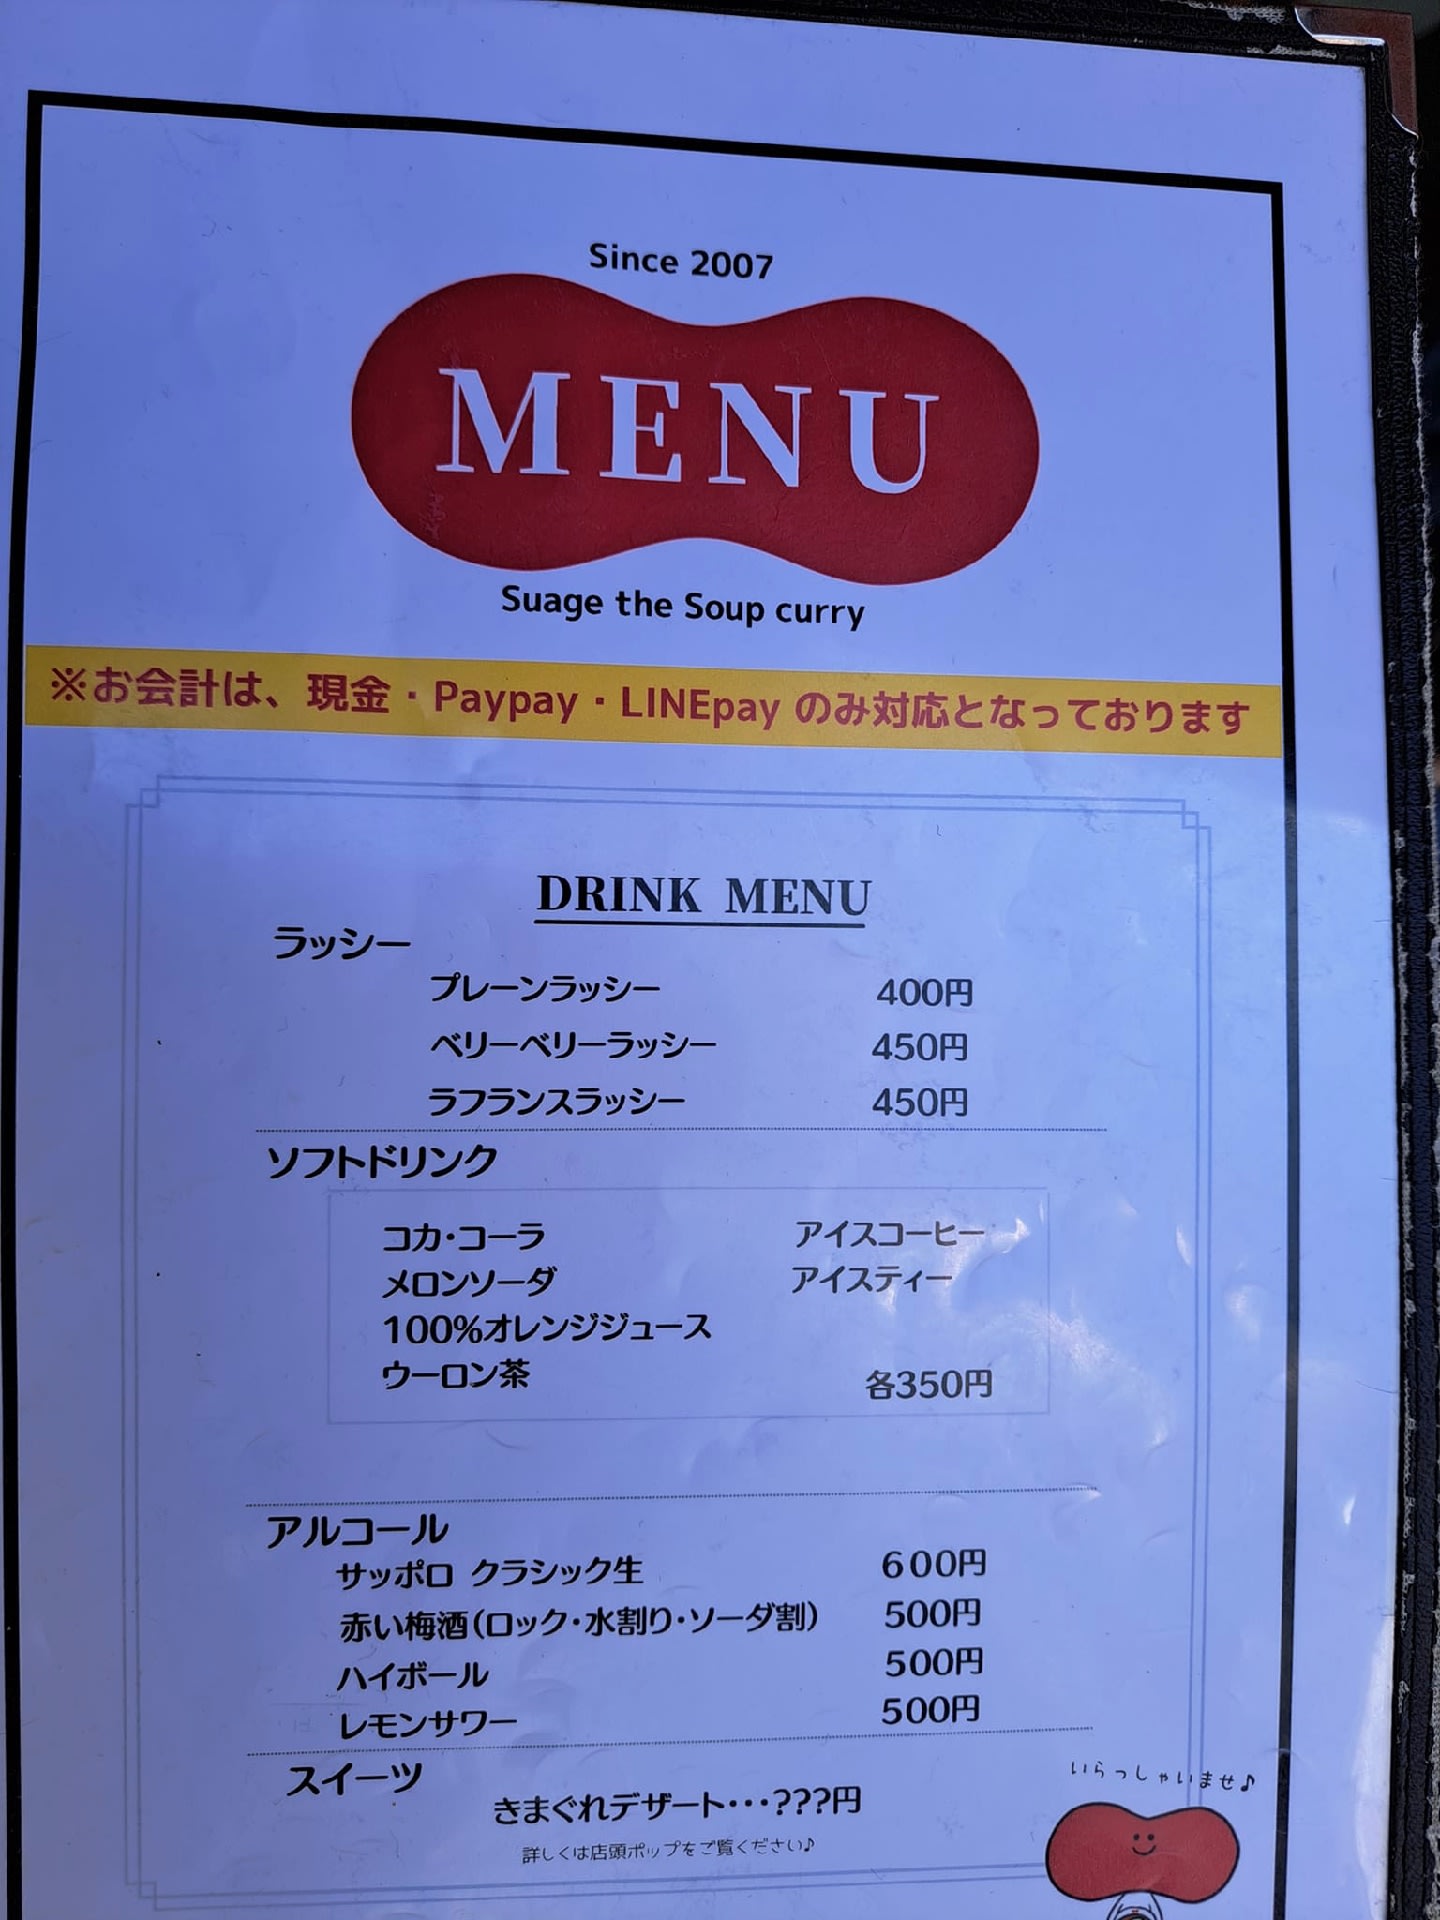 Since 2007
MENU
Suage the Soup curry
※お会計は、現金・Paypay・LINEpay のみ対応となっております
DRINK MENU
ラッシー
プレーンラッシー 400円
ベリーベリーラッシー 450円
ラフランスラッシー 450円
ソフトドリンク
コカ・コーラ アイスコーヒー
メロンソーダ アイスティー
100%オレンジジュース
ウーロン茶 各350円
アルコール
サッポロ クラシック生 600円
赤い梅酒(ロック・水割り・ソーダ割) 500円
ハイボール 500円
レモンサワー 500円
スイーツ
きまぐれデザート・・・???円
詳しくは店頭ポップをご覧ください♪
いらっしゃいませ♪